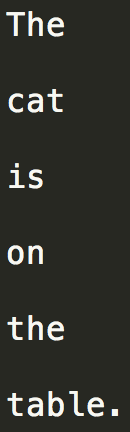 The
cat
is
on
the
table.